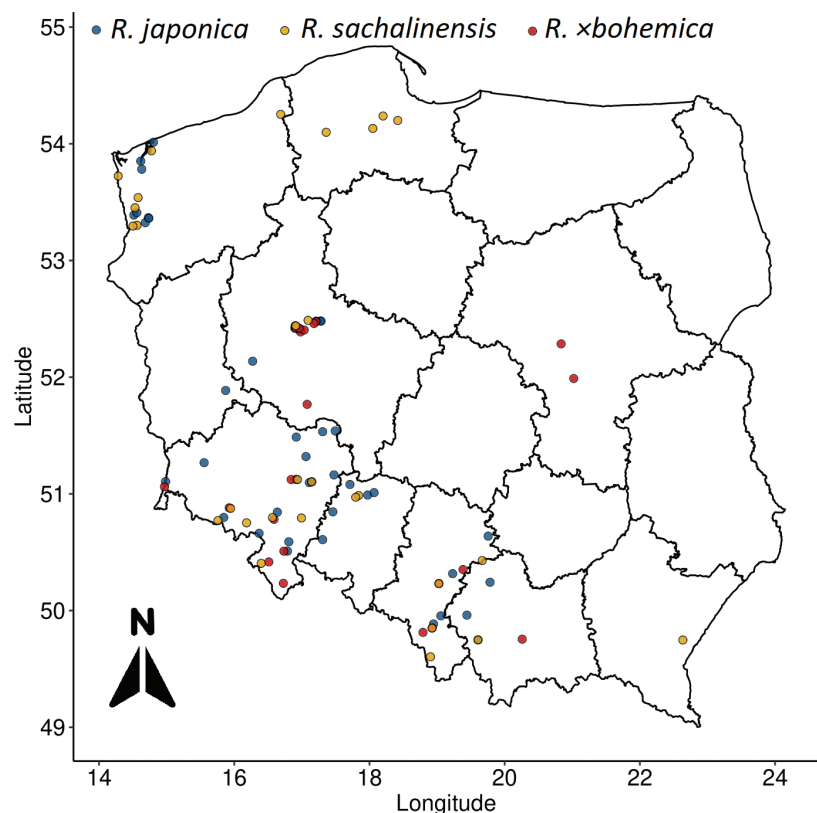 R. japonica R. sachalinensis R. ×bohemica
55
54
53
52
51
50
49
Latitude
N
14 16 18 20 22 24
Longitude